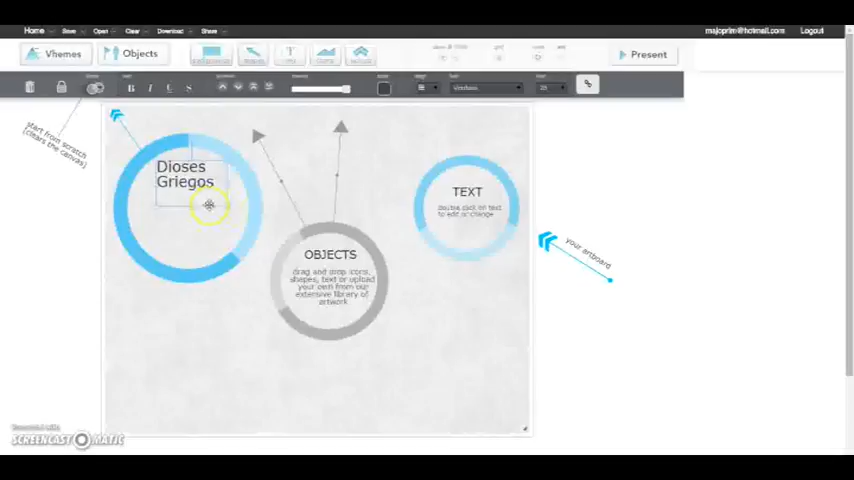 Home Save Open Clear Download Share majoprim@hotmail.com Logout
Vhemes Objects Present
B I U S
start from scratch
(clears the canvas)
Dioses
Griegos
TEXT
double click on text
to edit or change
OBJECTS
drag and drop icons,
shapes, text or upload
your own from our
extensive library of
artwork
your artboard
SCREENCAST-O-MATIC